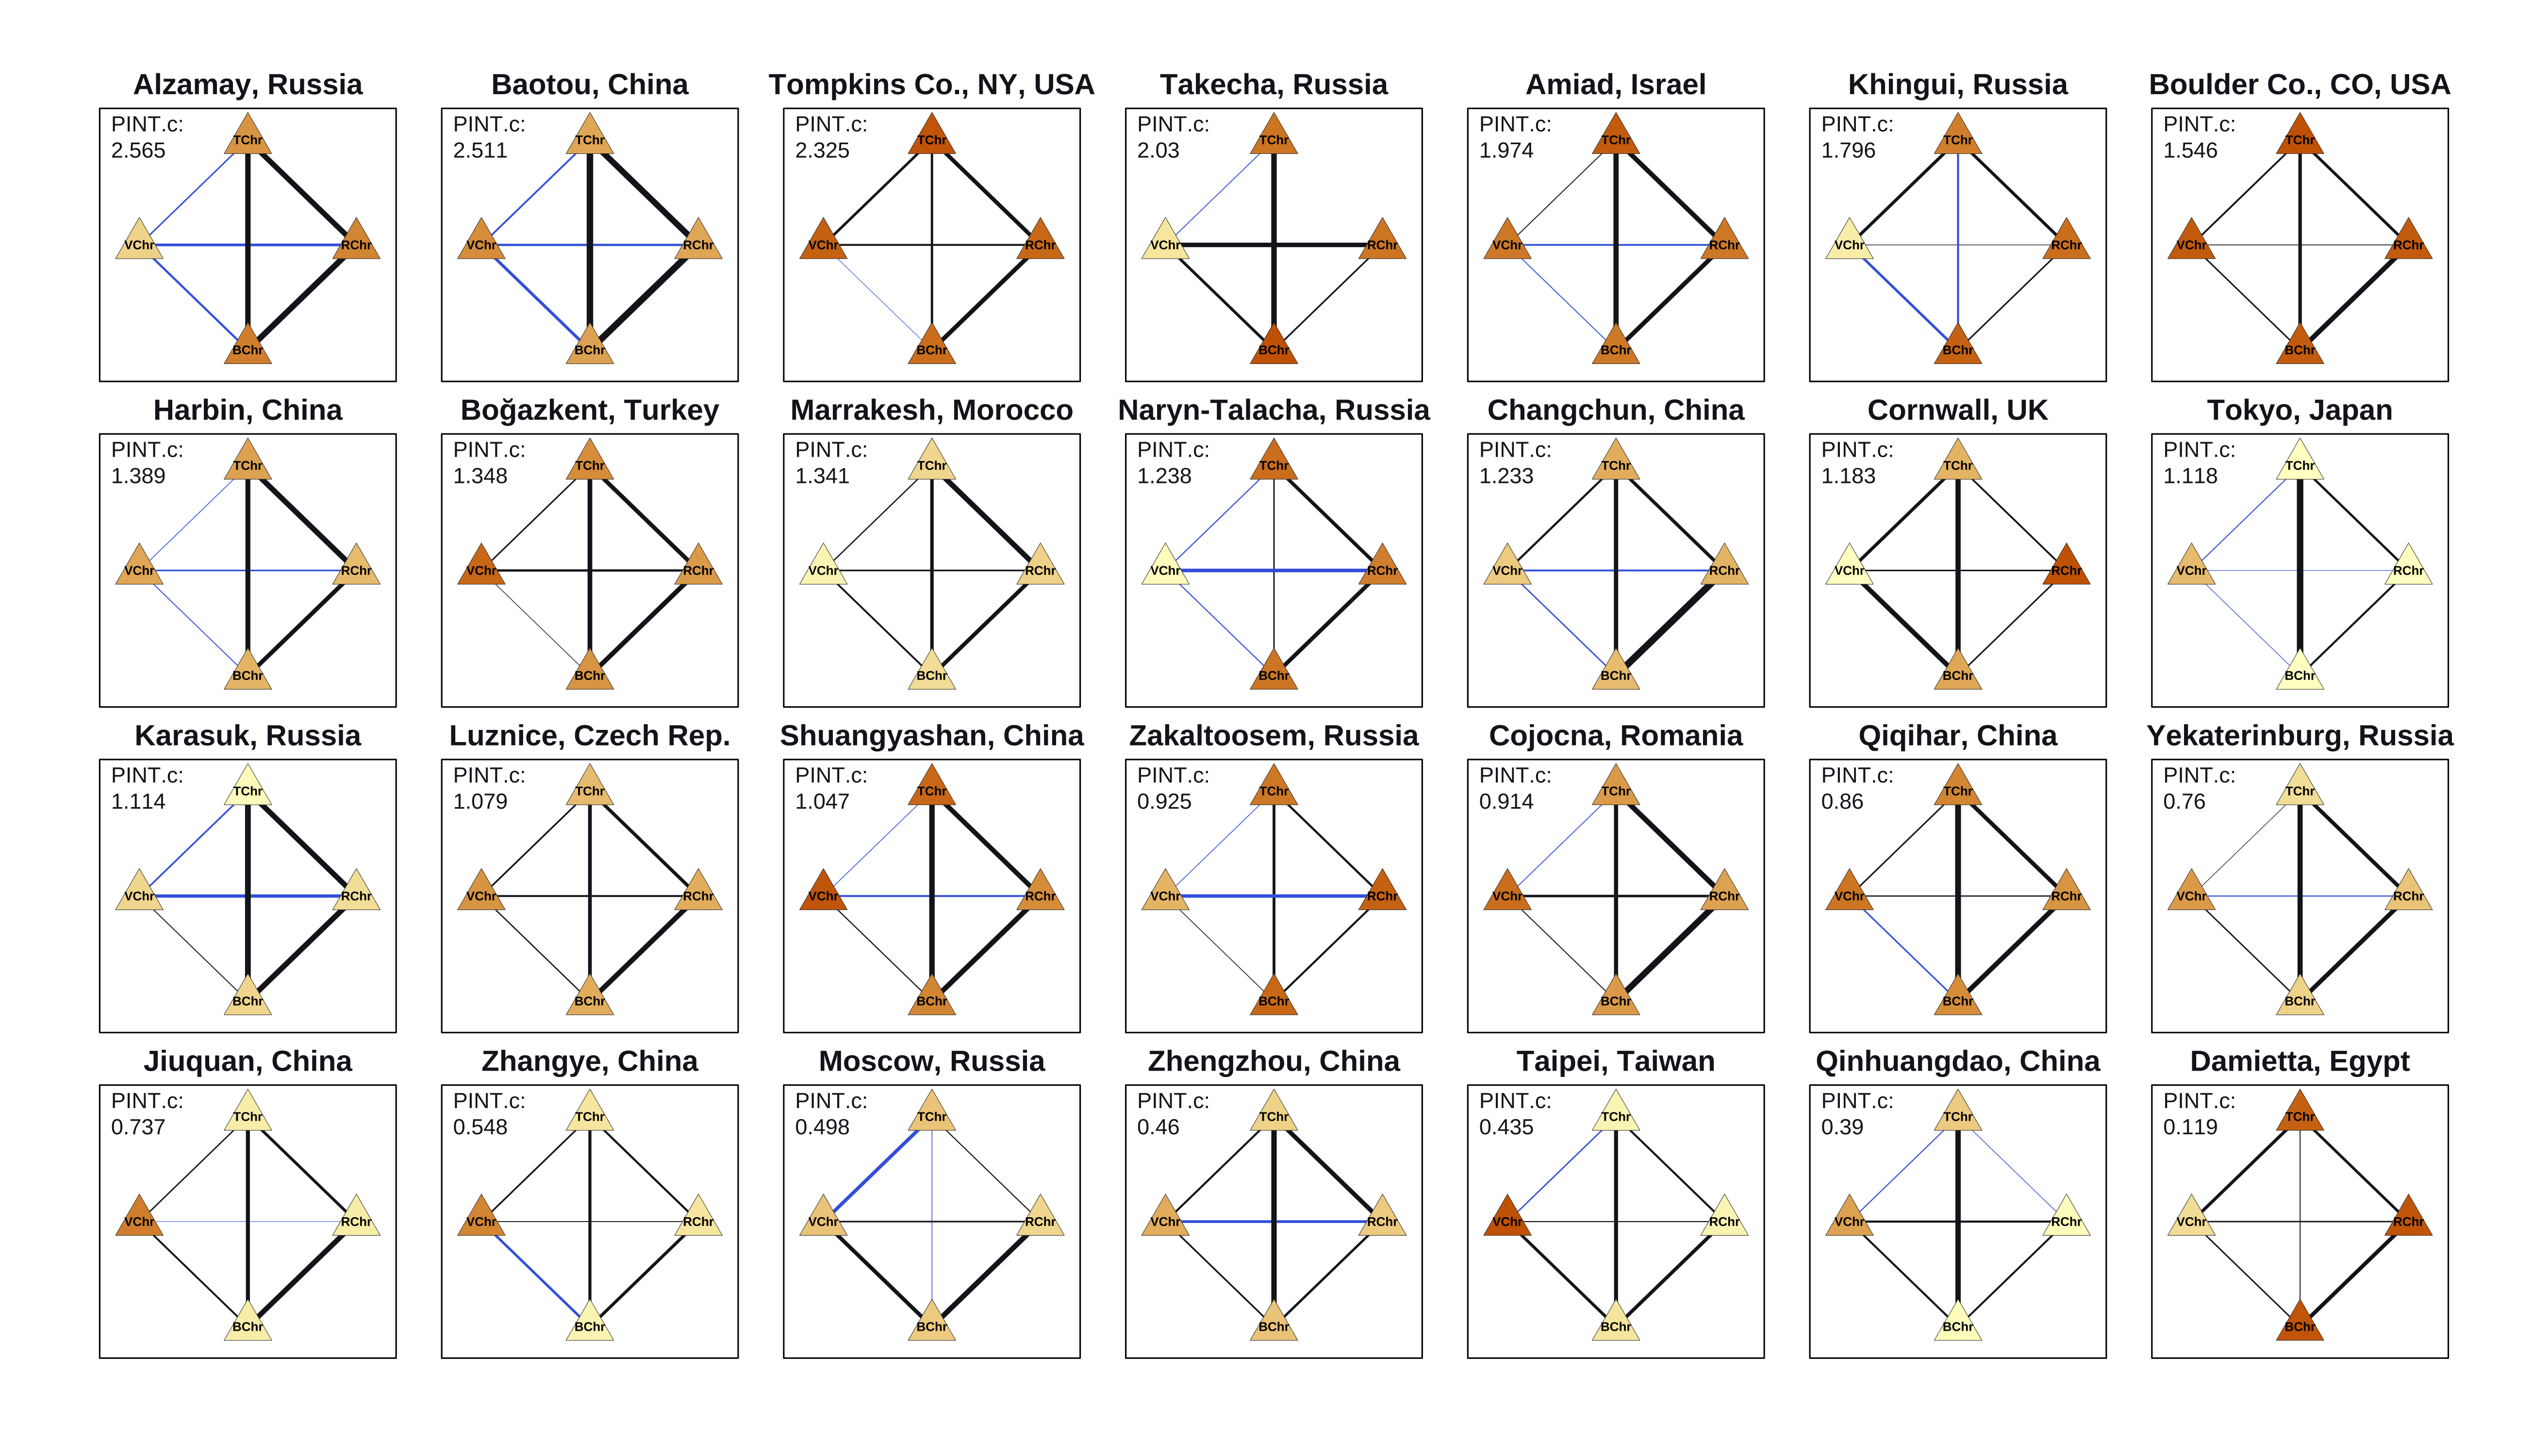 Alzamay, Russia
PINT.c:
2.565
TChr
VChr
RChr
BChr
Baotou, China
PINT.c:
2.511
TChr
VChr
RChr
BChr
Tompkins Co., NY, USA
PINT.c:
2.325
TChr
VChr
RChr
BChr
Takecha, Russia
PINT.c:
2.03
TChr
VChr
RChr
BChr
Amiad, Israel
PINT.c:
1.974
TChr
VChr
RChr
BChr
Khingui, Russia
PINT.c:
1.796
TChr
VChr
RChr
BChr
Boulder Co., CO, USA
PINT.c:
1.546
TChr
VChr
RChr
BChr
Harbin, China
PINT.c:
1.389
TChr
VChr
RChr
BChr
Boğazkent, Turkey
PINT.c:
1.348
TChr
VChr
RChr
BChr
Marrakesh, Morocco
PINT.c:
1.341
TChr
VChr
RChr
BChr
Naryn-Talacha, Russia
PINT.c:
1.238
TChr
VChr
RChr
BChr
Changchun, China
PINT.c:
1.233
TChr
VChr
RChr
BChr
Cornwall, UK
PINT.c:
1.183
TChr
VChr
RChr
BChr
Tokyo, Japan
PINT.c:
1.118
TChr
VChr
RChr
BChr
Karasuk, Russia
PINT.c:
1.114
TChr
VChr
RChr
BChr
Luznice, Czech Rep.
PINT.c:
1.079
TChr
VChr
RChr
BChr
Shuangyashan, China
PINT.c:
1.047
TChr
VChr
RChr
BChr
Zakaltoosem, Russia
PINT.c:
0.925
TChr
VChr
RChr
BChr
Cojocna, Romania
PINT.c:
0.914
TChr
VChr
RChr
BChr
Qiqihar, China
PINT.c:
0.86
TChr
VChr
RChr
BChr
Yekaterinburg, Russia
PINT.c:
0.76
TChr
VChr
RChr
BChr
Jiuquan, China
PINT.c:
0.737
TChr
VChr
RChr
BChr
Zhangye, China
PINT.c:
0.548
TChr
VChr
RChr
BChr
Moscow, Russia
PINT.c:
0.498
TChr
VChr
RChr
BChr
Zhengzhou, China
PINT.c:
0.46
TChr
VChr
RChr
BChr
Taipei, Taiwan
PINT.c:
0.435
TChr
VChr
RChr
BChr
Qinhuangdao, China
PINT.c:
0.39
TChr
VChr
RChr
BChr
Damietta, Egypt
PINT.c:
0.119
TChr
VChr
RChr
BChr